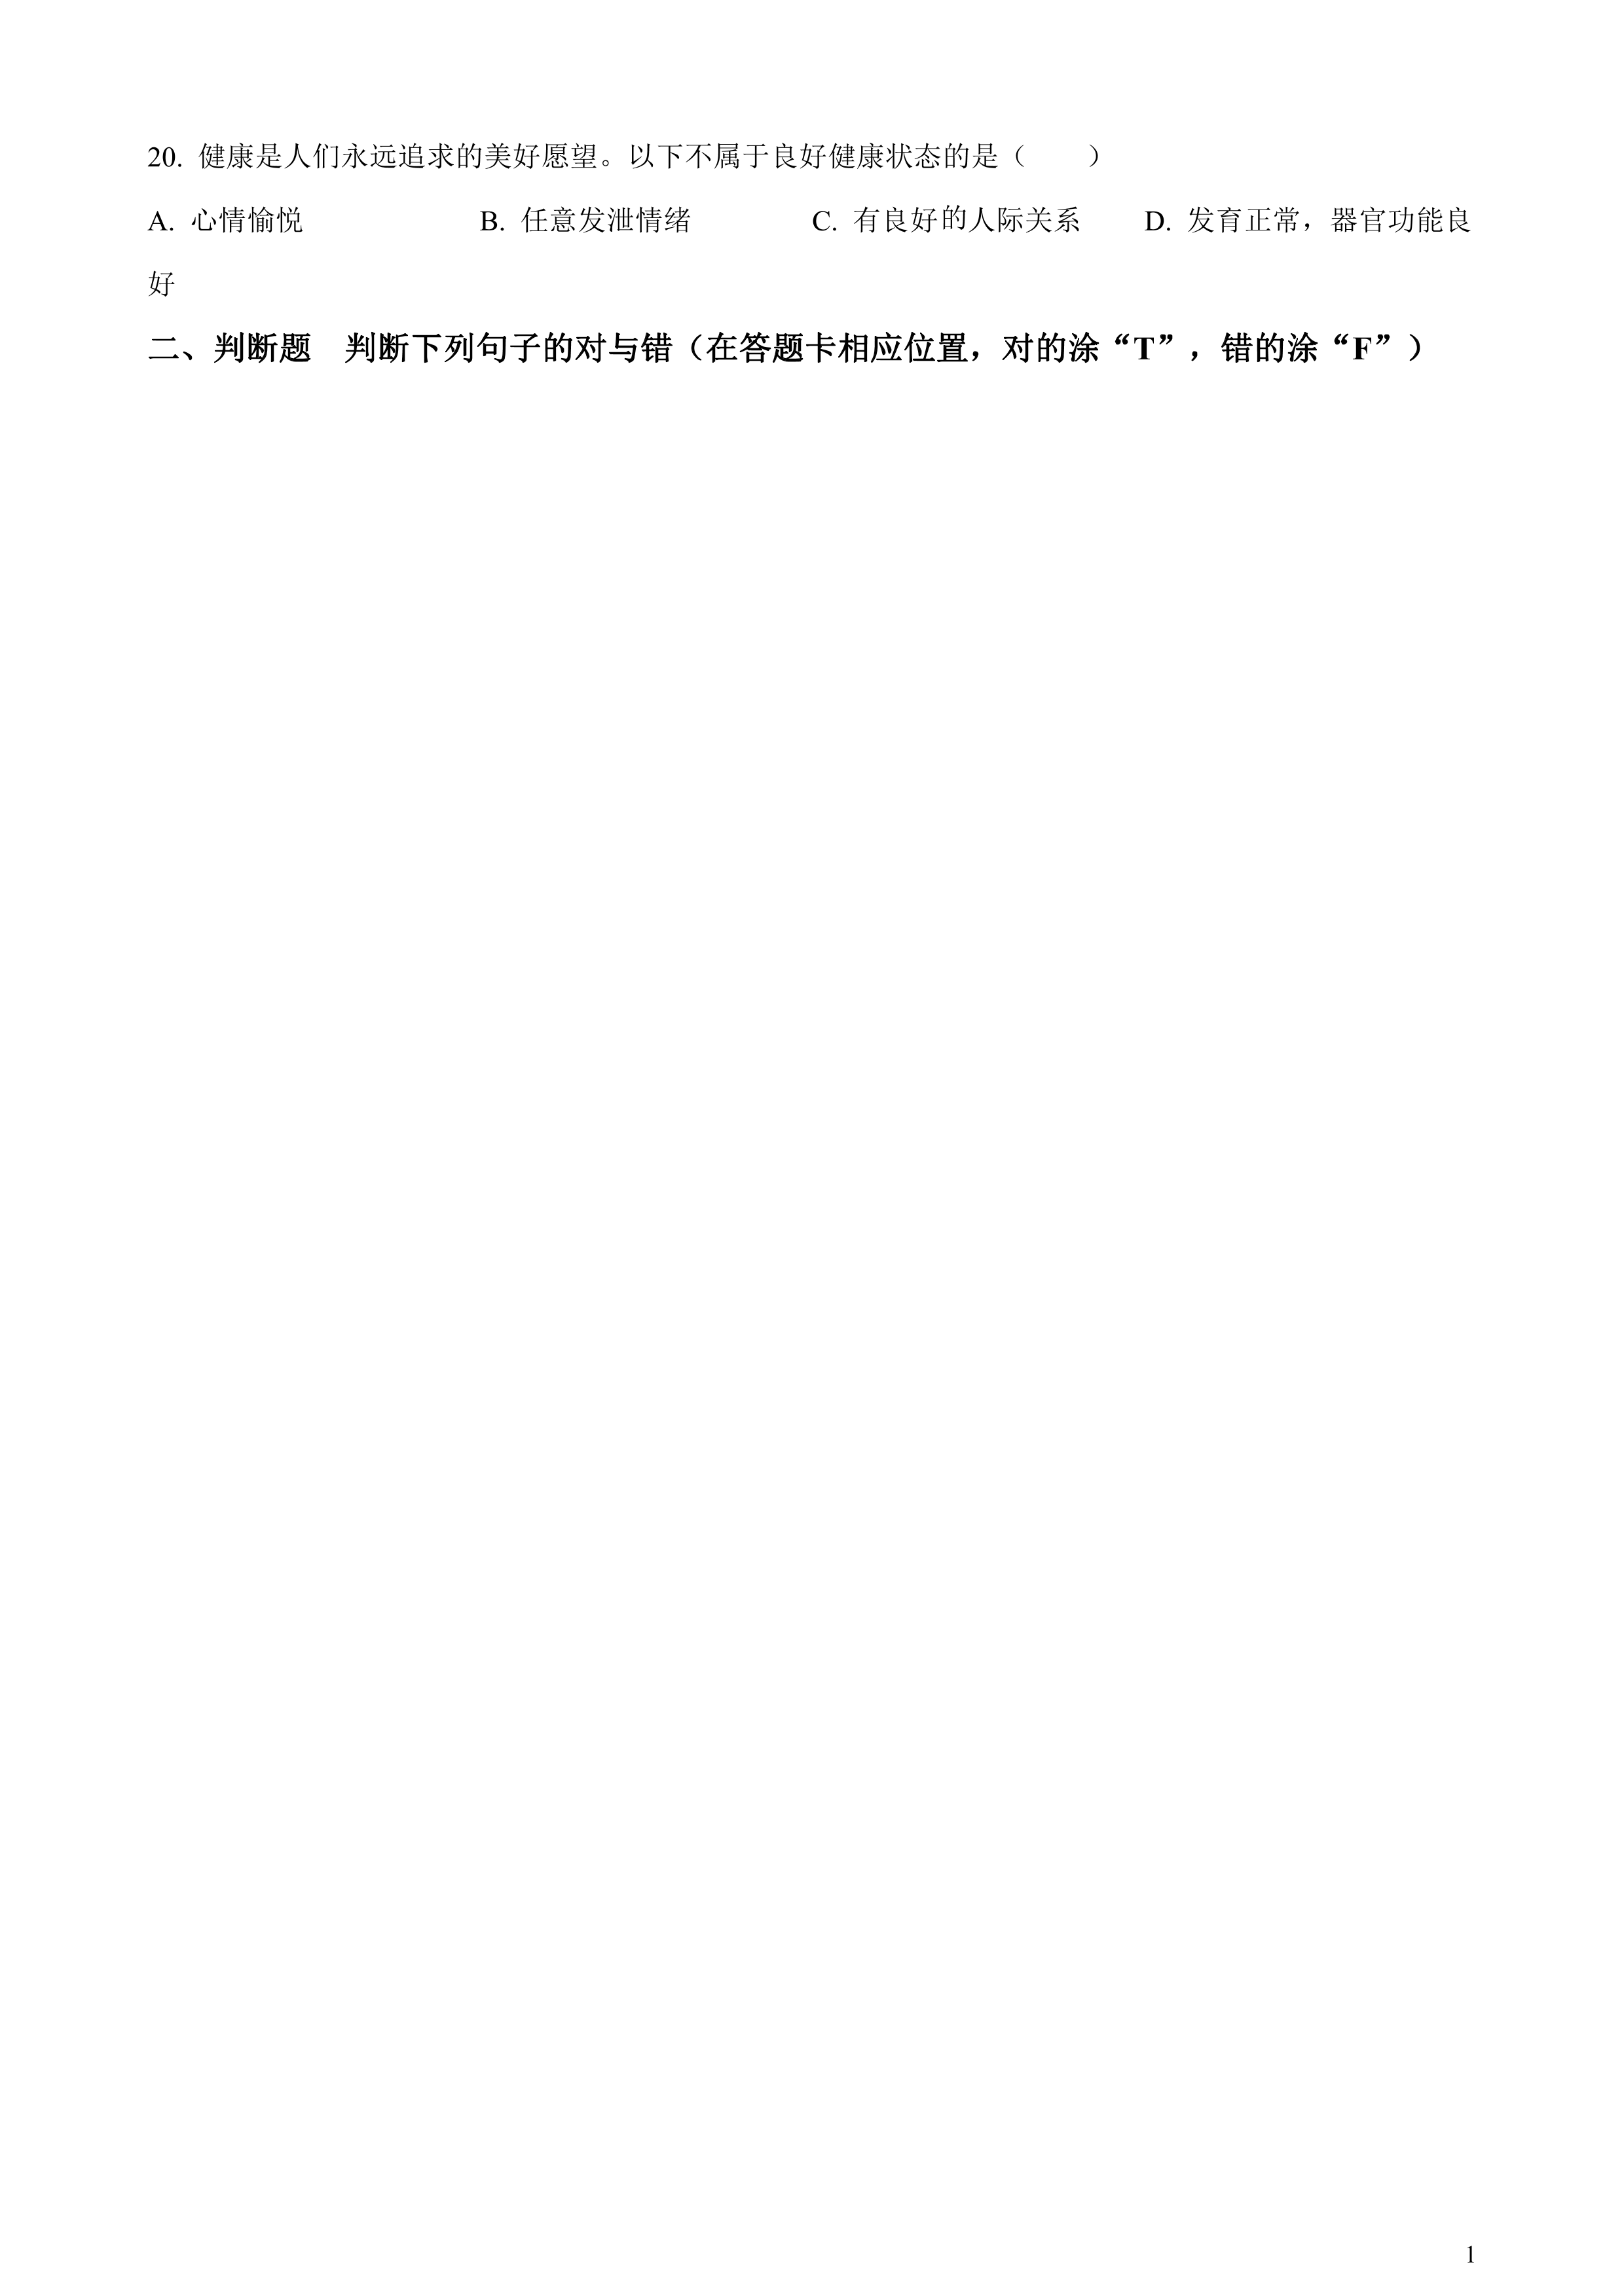 20. 健康是人们永远追求的美好愿望。以下不属于良好健康状态的是（　　）
A. 心情愉悦　　B. 任意发泄情绪　　C. 有良好的人际关系　　D. 发育正常，器官功能良
好
二、判断题　判断下列句子的对与错（在答题卡相应位置，对的涂“T”，错的涂“F”）
1